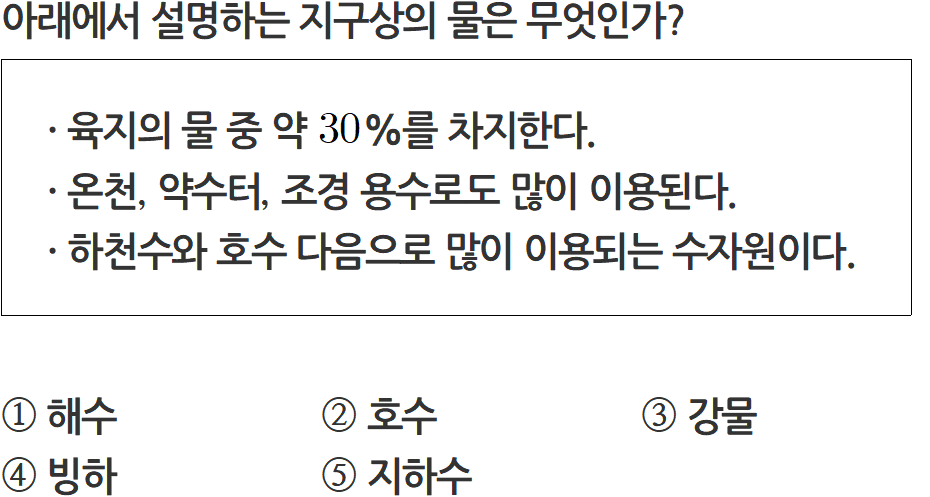 아래에서 설명하는 지구상의 물은 무엇인가?
· 육지의 물 중 약 30%를 차지한다.
· 온천, 약수터, 조경 용수로도 많이 이용된다.
· 하천수와 호수 다음으로 많이 이용되는 수자원이다.
① 해수 ② 호수 ③ 강물
④ 빙하 ⑤ 지하수